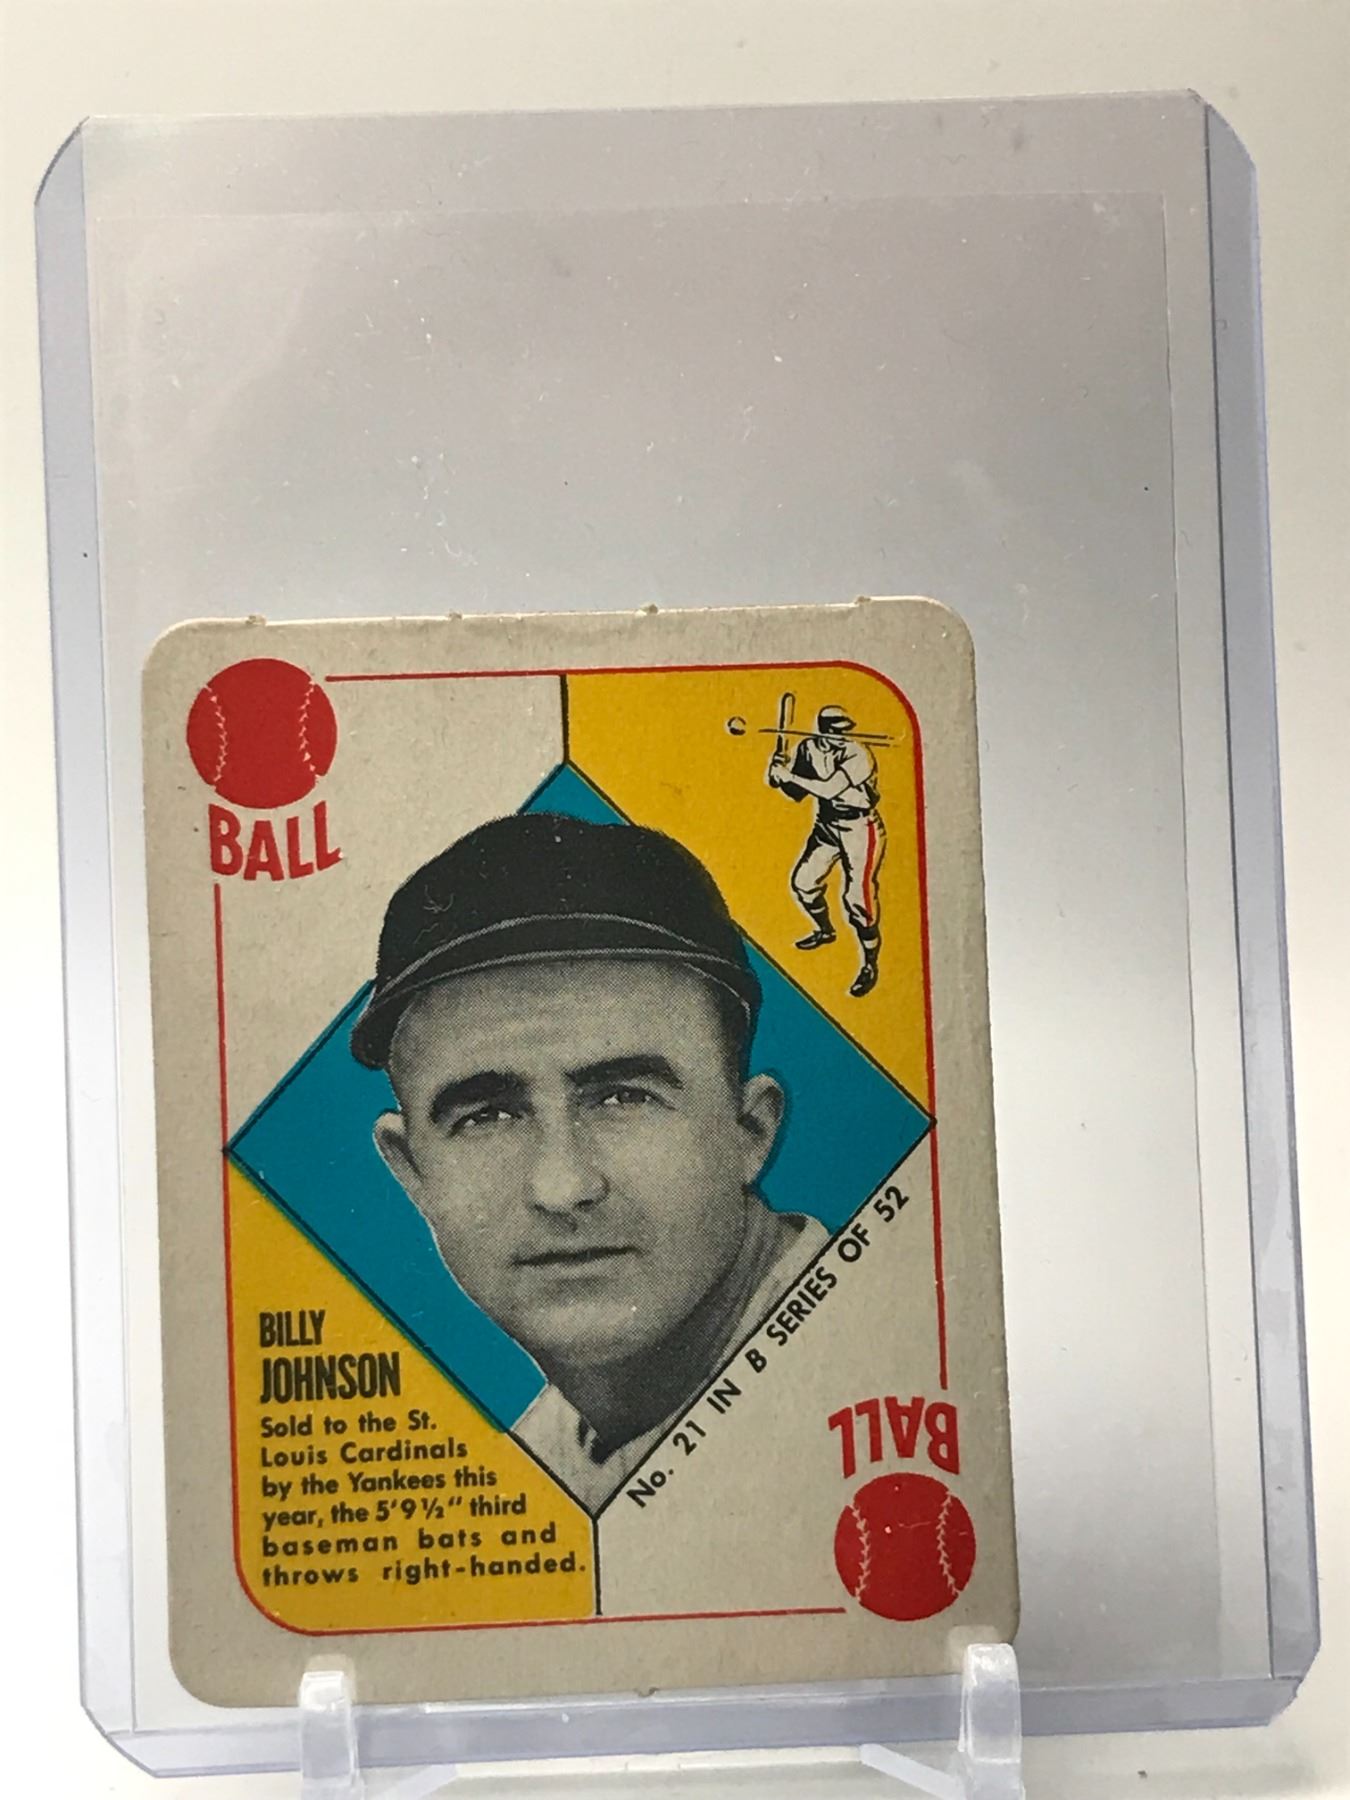 BALL
BILLY
JOHNSON
Sold to the St.
Louis Cardinals
by the Yankees this
year, the 5'9½" third
baseman bats and
throws right-handed.
No. 21 IN B SERIES OF 52
BALL